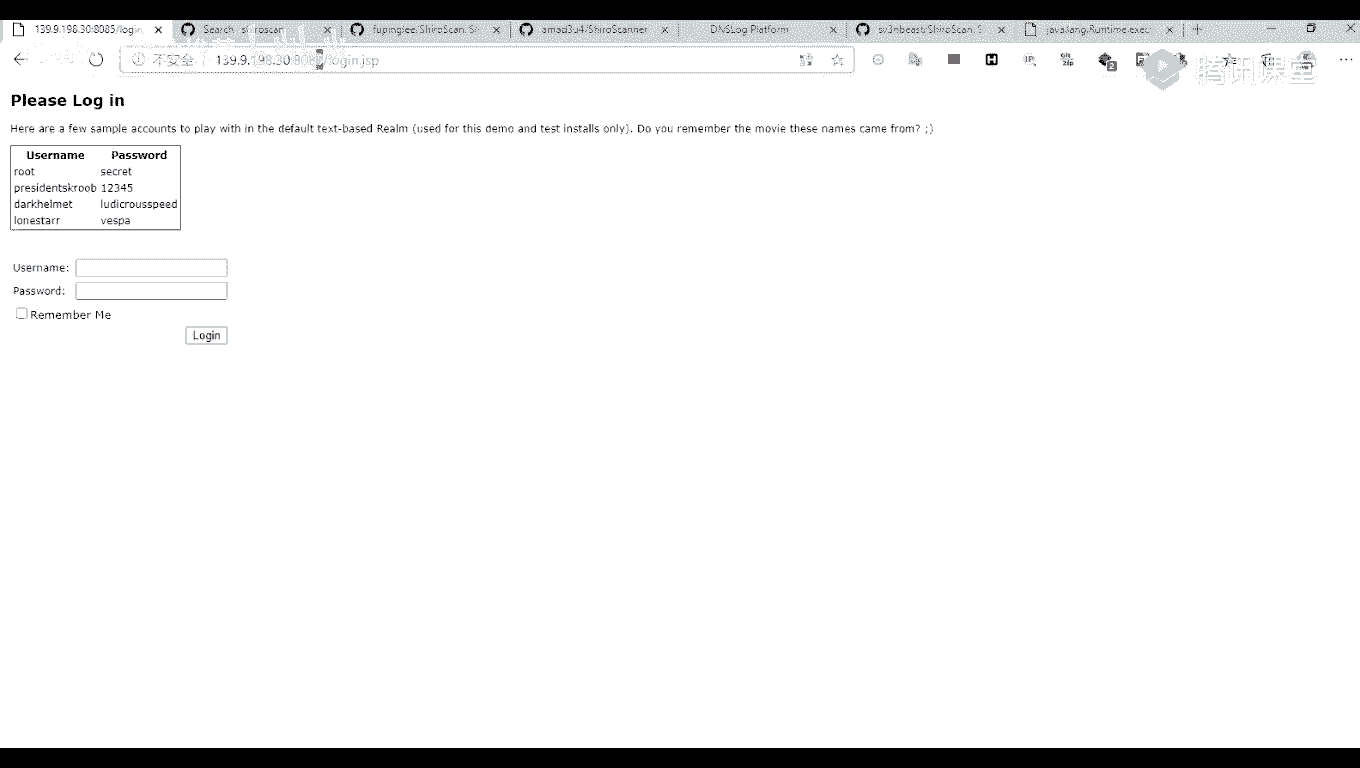 139.9.198.30:8085/login
Search · shiroscan
fupinglee/ShiroScan: Sh
amad3u4/ShiroScanner
DNSLog Platform
sv3nbeast/ShiroScan: S
java.lang.Runtime.exec
不安全
139.9.198.30:8085/login.jsp
腾讯课堂
Please Log in
Here are a few sample accounts to play with in the default text-based Realm (used for this demo and test installs only). Do you remember the movie these names came from? ;)
Username Password
root secret
presidentskroob 12345
darkhelmet ludicrousspeed
lonestarr vespa
Username:
Password:
Remember Me
Login